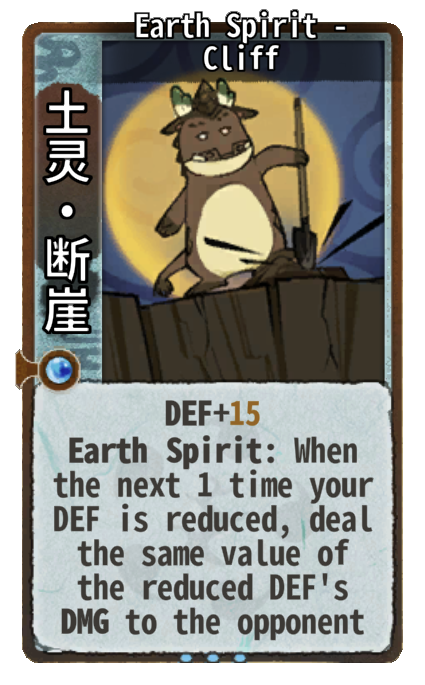 Earth Spirit -
Cliff
土灵·断崖
DEF+15
Earth Spirit: When
the next 1 time your
DEF is reduced, deal
the same value of
the reduced DEF's
DMG to the opponent